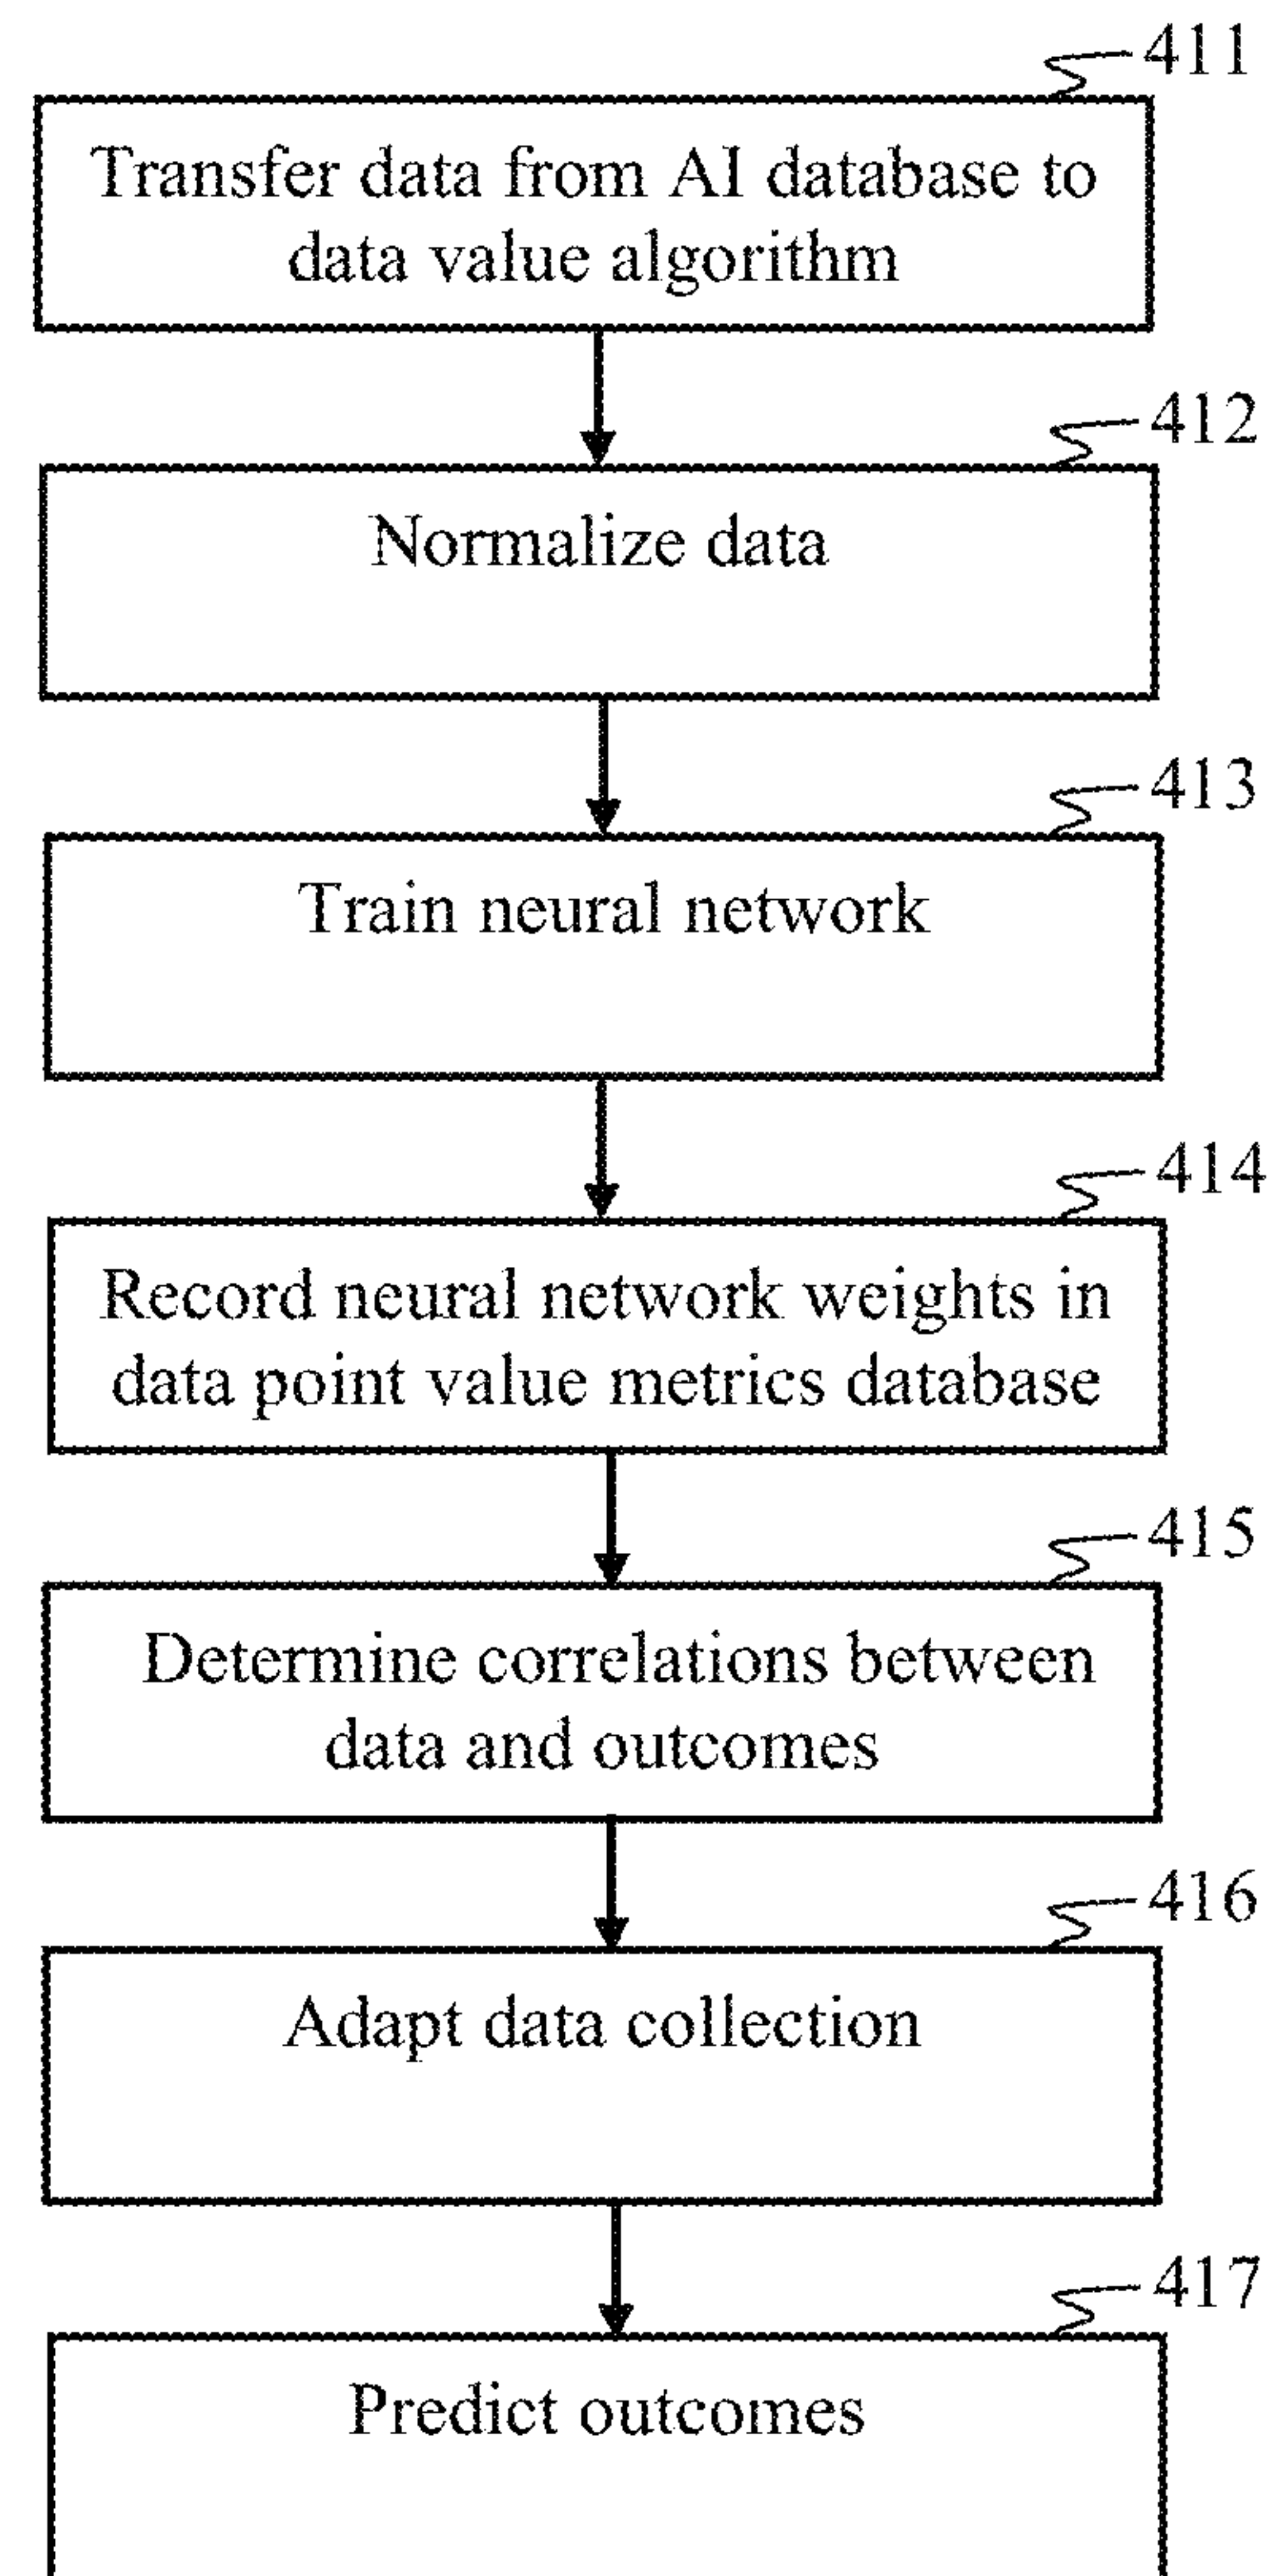 411
Transfer data from AI database to
data value algorithm
412
Normalize data
413
Train neural network
414
Record neural network weights in
data point value metrics database
415
Determine correlations between
data and outcomes
416
Adapt data collection
417
Predict outcomes